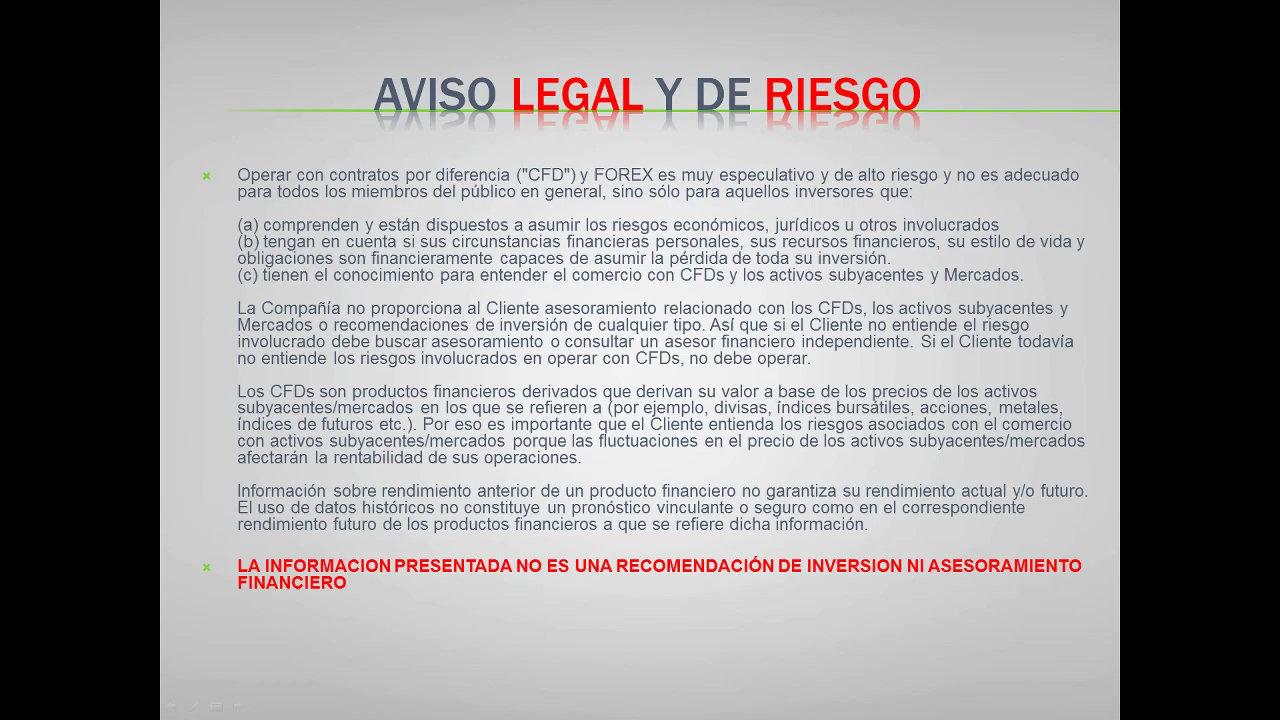 AVISO LEGAL Y DE RIESGO
Operar con contratos por diferencia ("CFD") y FOREX es muy especulativo y de alto riesgo y no es adecuado
para todos los miembros del público en general, sino sólo para aquellos inversores que:
(a) comprenden y están dispuestos a asumir los riesgos económicos, jurídicos u otros involucrados
(b) tengan en cuenta si sus circunstancias financieras personales, sus recursos financieros, su estilo de vida y
obligaciones son financieramente capaces de asumir la pérdida de toda su inversión.
(c) tienen el conocimiento para entender el comercio con CFDs y los activos subyacentes y Mercados.
La Compañía no proporciona al Cliente asesoramiento relacionado con los CFDs, los activos subyacentes y
Mercados o recomendaciones de inversión de cualquier tipo. Así que si el Cliente no entiende el riesgo
involucrado debe buscar asesoramiento o consultar un asesor financiero independiente. Si el Cliente todavía
no entiende los riesgos involucrados en operar con CFDs, no debe operar.
Los CFDs son productos financieros derivados que derivan su valor a base de los precios de los activos
subyacentes/mercados en los que se refieren a (por ejemplo, divisas, índices bursátiles, acciones, metales,
índices de futuros etc.). Por eso es importante que el Cliente entienda los riesgos asociados con el comercio
con activos subyacentes/mercados porque las fluctuaciones en el precio de los activos subyacentes/mercados
afectarán la rentabilidad de sus operaciones.
Información sobre rendimiento anterior de un producto financiero no garantiza su rendimiento actual y/o futuro.
El uso de datos históricos no constituye un pronóstico vinculante o seguro como en el correspondiente
rendimiento futuro de los productos financieros a que se refiere dicha información.
LA INFORMACION PRESENTADA NO ES UNA RECOMENDACIÓN DE INVERSION NI ASESORAMIENTO
FINANCIERO